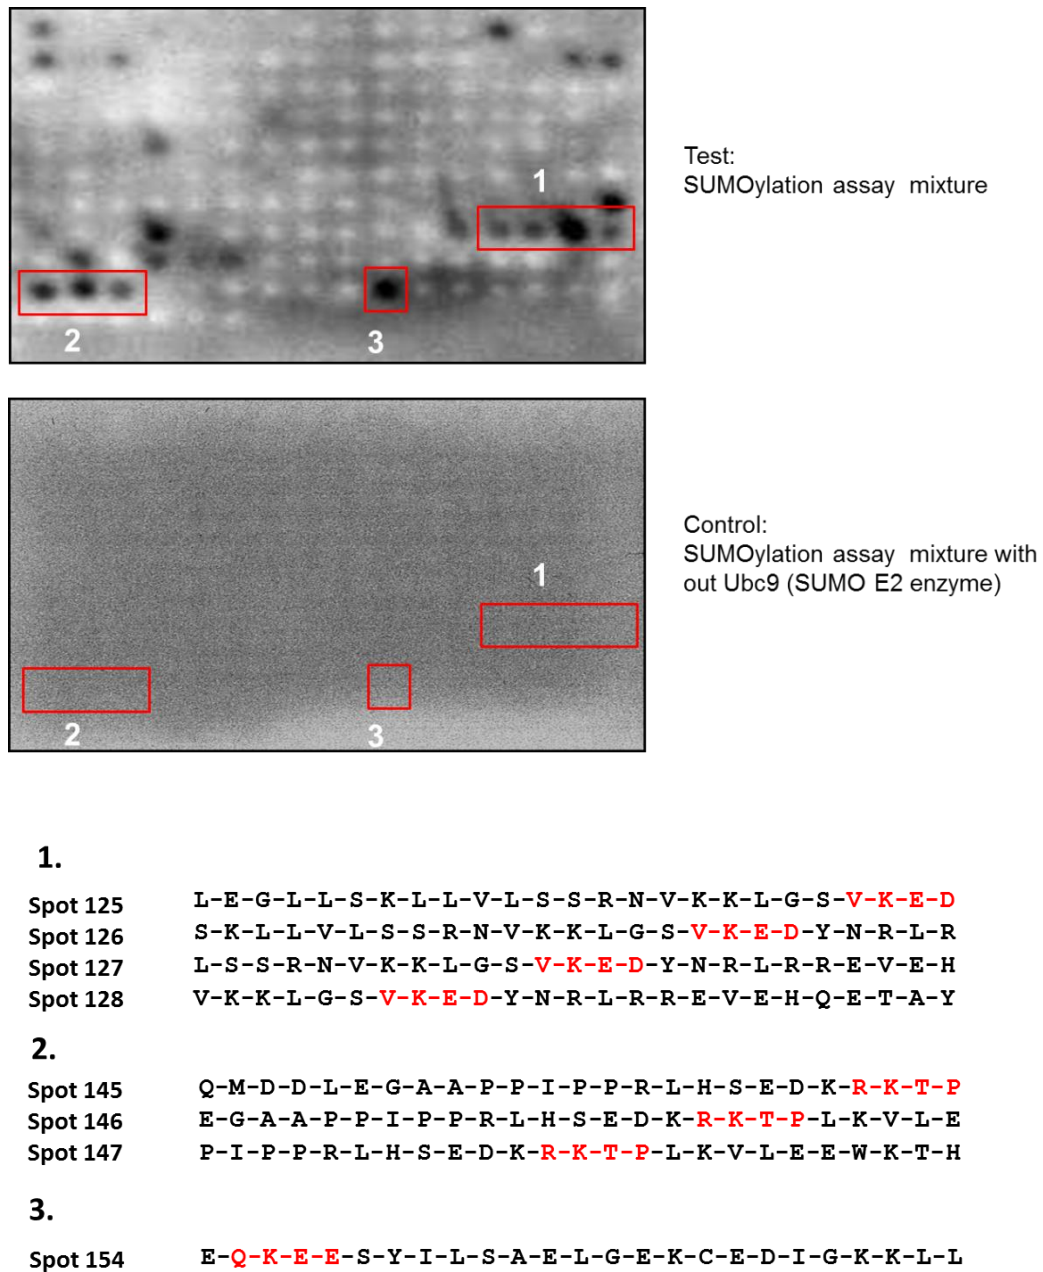 1
Test:
SUMOylation assay mixture
2
3
Control:
SUMOylation assay mixture with
out Ubc9 (SUMO E2 enzyme)
1
2
3
1.
Spot 125 L-E-G-L-L-S-K-L-L-V-L-S-S-R-N-V-K-K-L-G-S-V-K-E-D
Spot 126 S-K-L-L-V-L-S-S-R-N-V-K-K-L-G-S-V-K-E-D-Y-N-R-L-R
Spot 127 L-S-S-R-N-V-K-K-L-G-S-V-K-E-D-Y-N-R-L-R-R-E-V-E-H
Spot 128 V-K-K-L-G-S-V-K-E-D-Y-N-R-L-R-R-E-V-E-H-Q-E-T-A-Y
2.
Spot 145 Q-M-D-D-L-E-G-A-A-P-P-I-P-P-R-L-H-S-E-D-K-R-K-T-P
Spot 146 E-G-A-A-P-P-I-P-P-R-L-H-S-E-D-K-R-K-T-P-L-K-V-L-E
Spot 147 P-I-P-P-R-L-H-S-E-D-K-R-K-T-P-L-K-V-L-E-E-W-K-T-H
3.
Spot 154 E-Q-K-E-E-S-Y-I-L-S-A-E-L-G-E-K-C-E-D-I-G-K-K-L-L